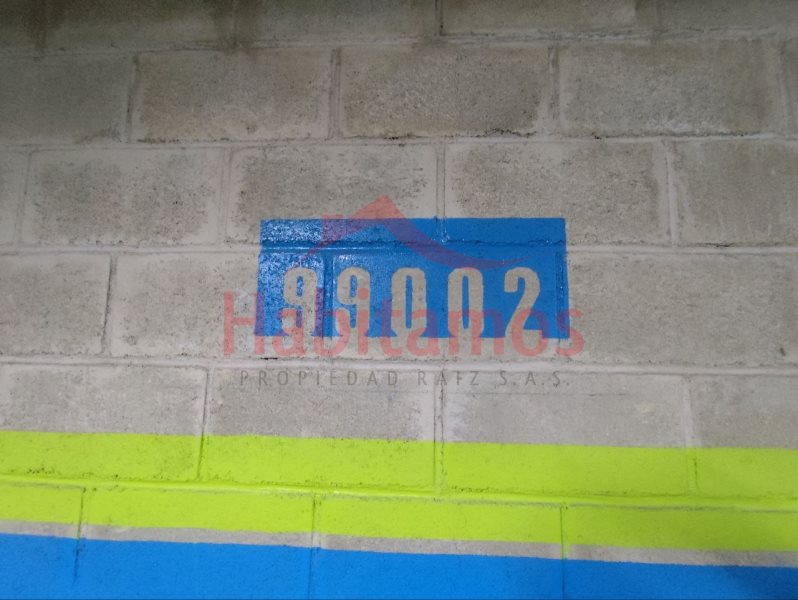 99002
Habitamos
PROPIEDAD RAÍZ S.A.S.